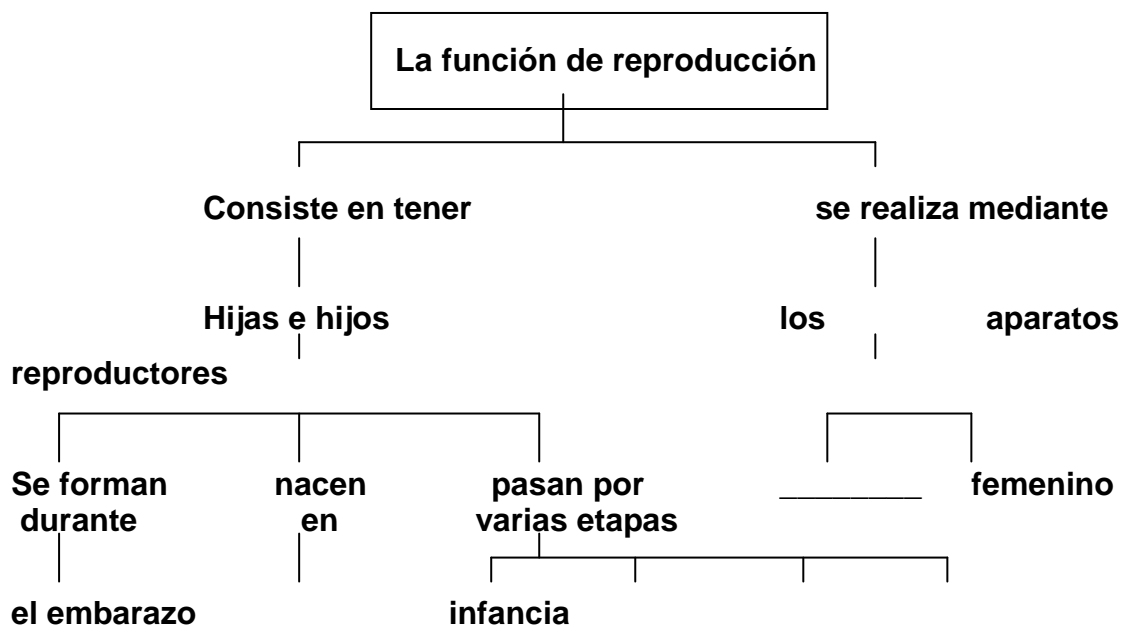 La función de reproducción
Consiste en tener se realiza mediante
Hijas e hijos los aparatos
reproductores
Se forman nacen pasan por ________ femenino
durante en varias etapas
el embarazo infancia